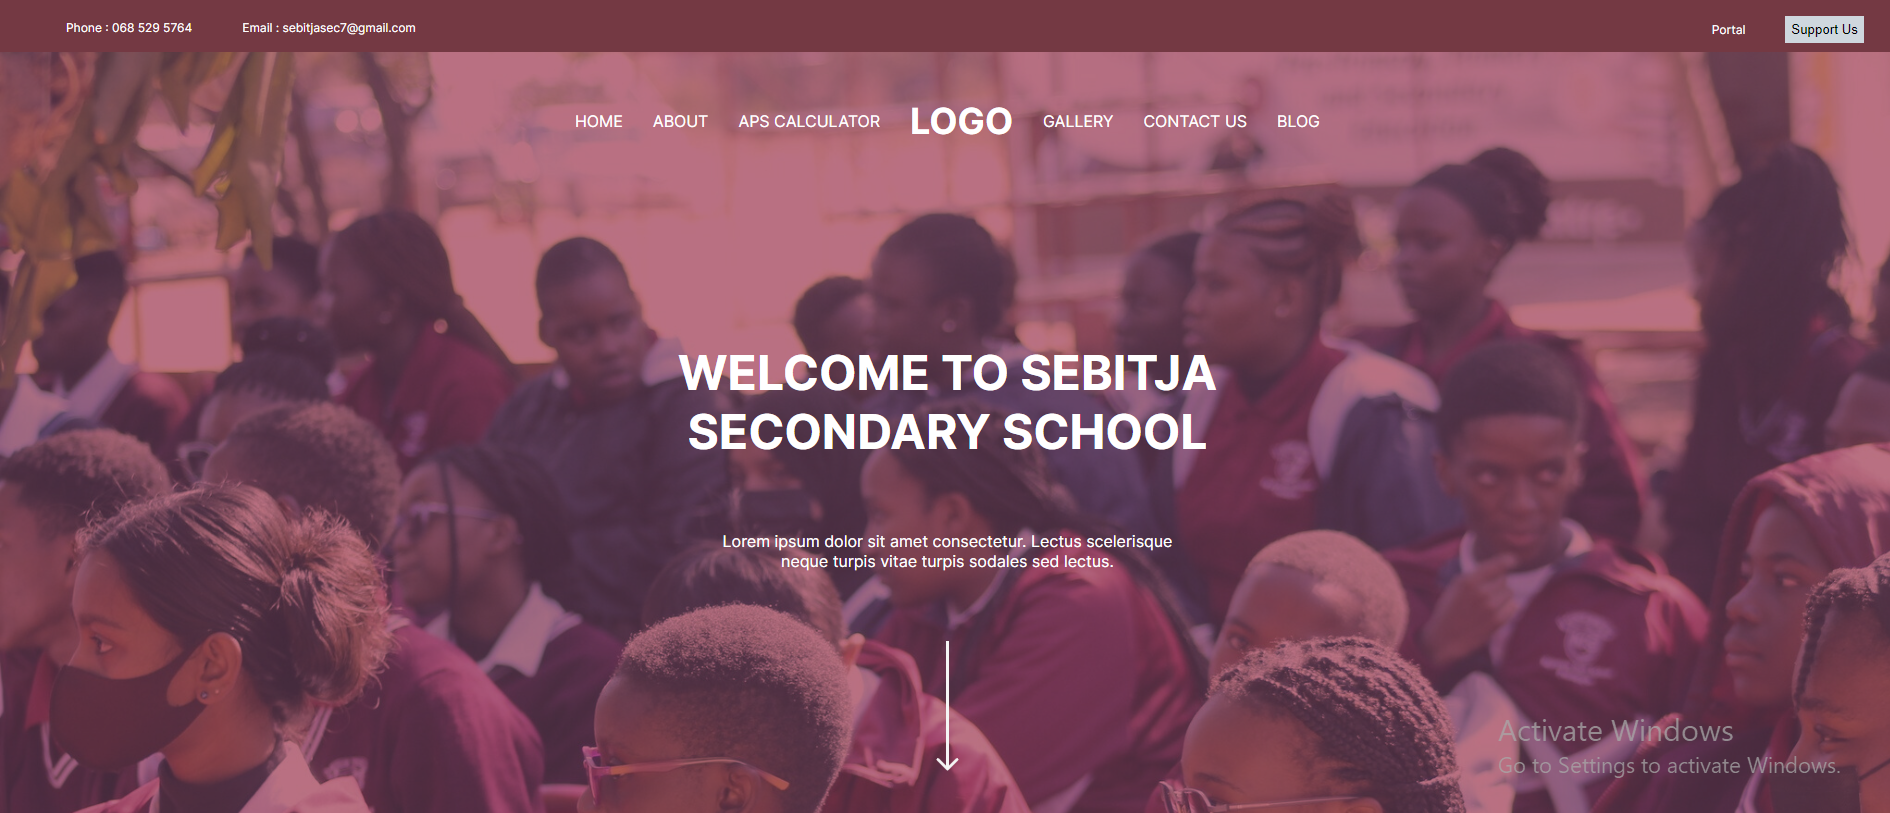 Phone : 068 529 5764
Email : sebitjasec7@gmail.com
Portal
Support Us
HOME
ABOUT
APS CALCULATOR
LOGO
GALLERY
CONTACT US
BLOG
WELCOME TO SEBITJA
SECONDARY SCHOOL
Lorem ipsum dolor sit amet consectetur. Lectus scelerisque
neque turpis vitae turpis sodales sed lectus.
Activate Windows
Go to Settings to activate Windows.